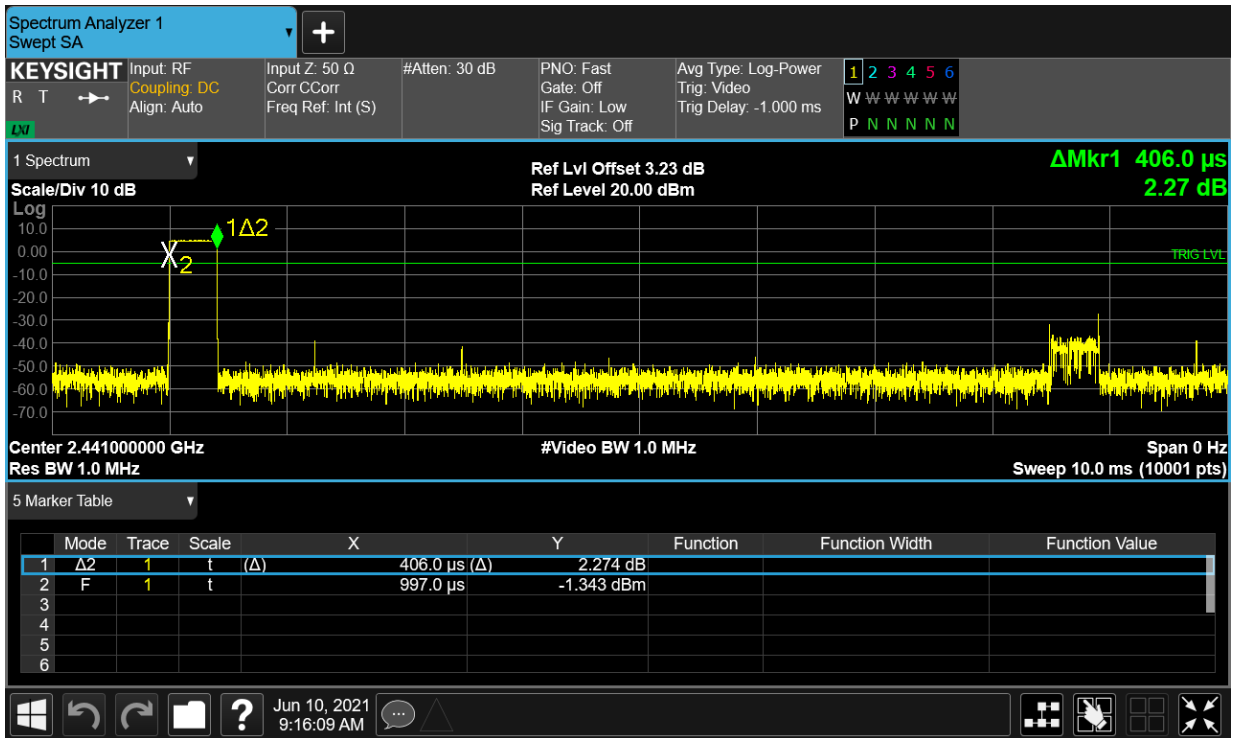 Spectrum Analyzer 1
Swept SA
▼
+
KEYSIGHT
R T
LXI
Input: RF
Coupling: DC
Align: Auto
Input Z: 50 Ω
Corr CCorr
Freq Ref: Int (S)
#Atten: 30 dB
PNO: Fast
Gate: Off
IF Gain: Low
Sig Track: Off
Avg Type: Log-Power
Trig: Video
Trig Delay: -1.000 ms
1 2 3 4 5 6
W W W W W W
P N N N N N
1 Spectrum ▼
Scale/Div 10 dB
Ref Lvl Offset 3.23 dB
Ref Level 20.00 dBm
ΔMkr1 406.0 µs
2.27 dB
Log
10.0
0.00
-10.0
-20.0
-30.0
-40.0
-50.0
-60.0
-70.0
1Δ2
X
2
TRIG LVL
Center 2.441000000 GHz
#Video BW 1.0 MHz
Span 0 Hz
Res BW 1.0 MHz
Sweep 10.0 ms (10001 pts)
5 Marker Table ▼
Mode Trace Scale X Y Function Function Width Function Value
1 Δ2 1 t (Δ) 406.0 µs (Δ) 2.274 dB
2 F 1 t 997.0 µs -1.343 dBm
3
4
5
6
?
Jun 10, 2021
9:16:09 AM